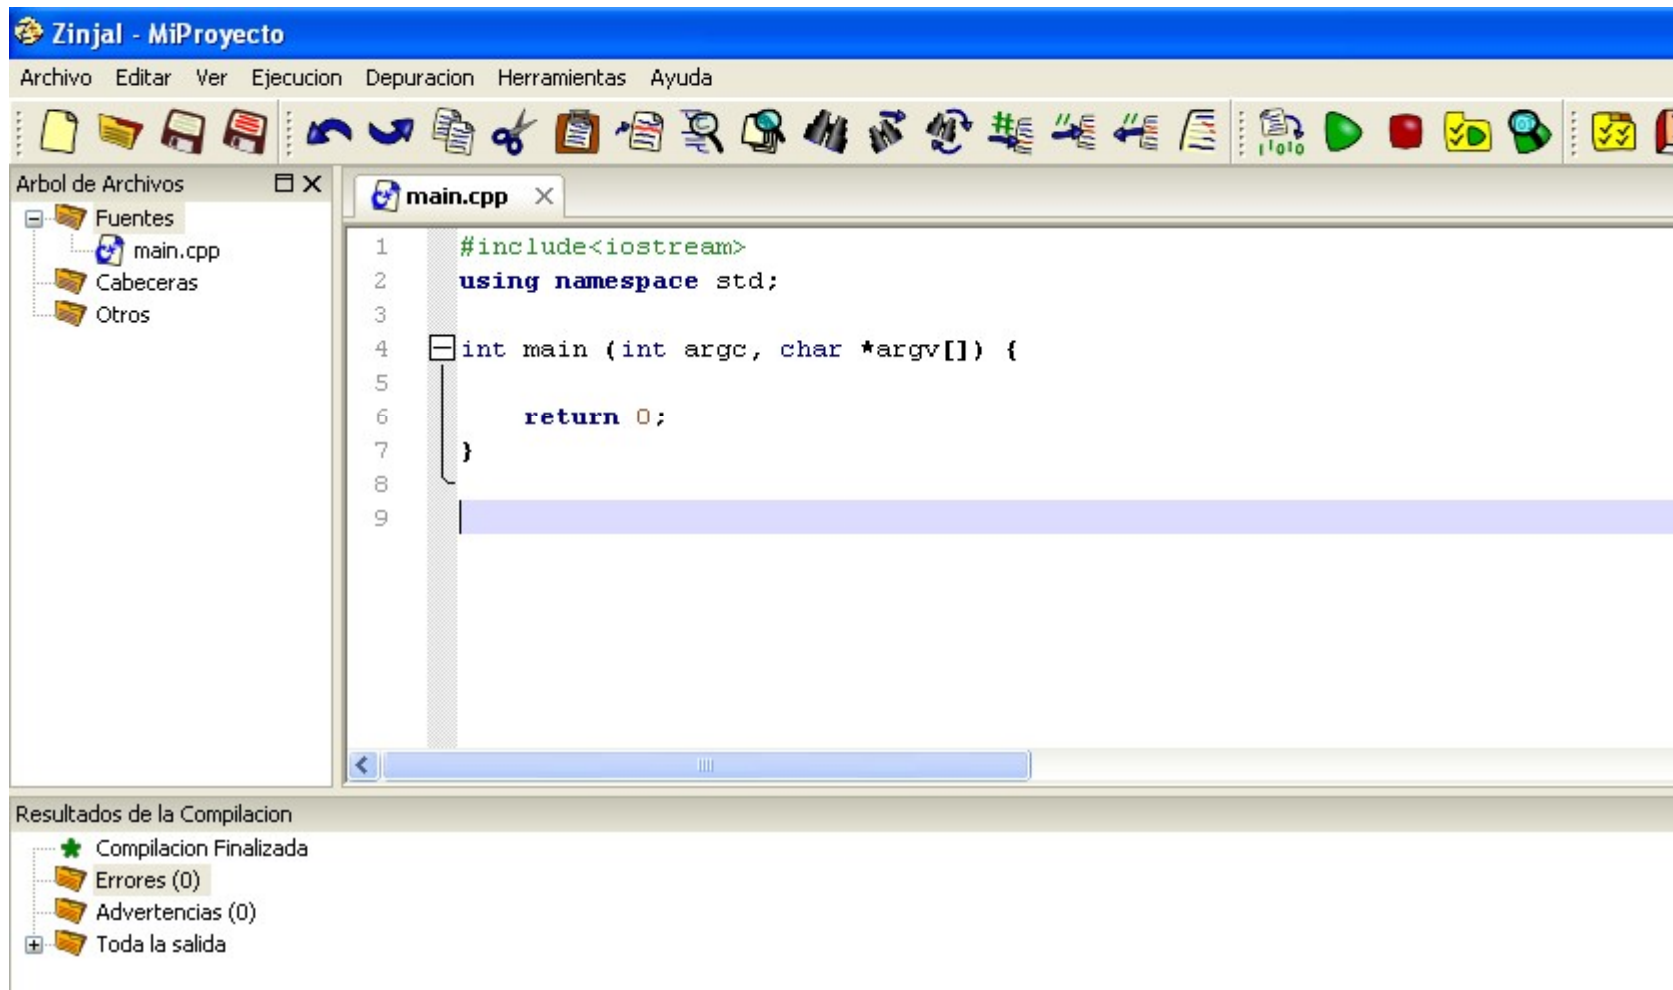 Zinjal - MiProyecto
Archivo Editar Ver Ejecucion Depuracion Herramientas Ayuda
Arbol de Archivos
Fuentes
main.cpp
Cabeceras
Otros
main.cpp
1 #include<iostream>
2 using namespace std;
3
4 int main (int argc, char *argv[]) {
5
6 return 0;
7 }
8
9
Resultados de la Compilacion
Compilacion Finalizada
Errores (0)
Advertencias (0)
Toda la salida